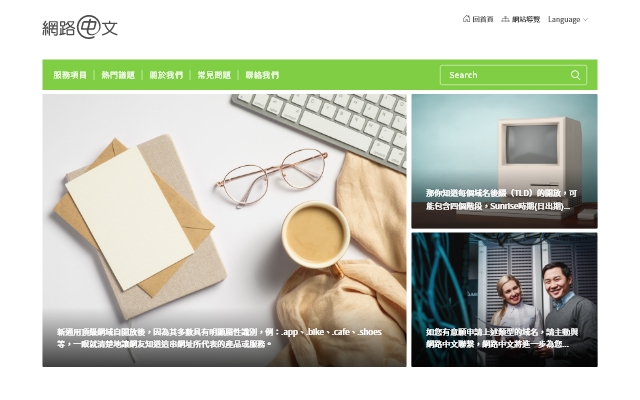 網路中文
回首頁 網站導覽 Language
服務項目 | 熱門議題 | 關於我們 | 常見問題 | 聯絡我們
Search
那你知道每個域名後綴（TLD）的開放，可
能包含四個階段，Sunrise時期(日出期)...
新通用頂級網域自開放後，因為其多數具有明顯屬性識別，例：.app、.bike、.cafe、.shoes
等，一眼就清楚地讓網友知道這串網址所代表的產品或服務。
如您有意願申請上述類型的域名，請主動與
網路中文聯繫，網路中文將進一步為您...